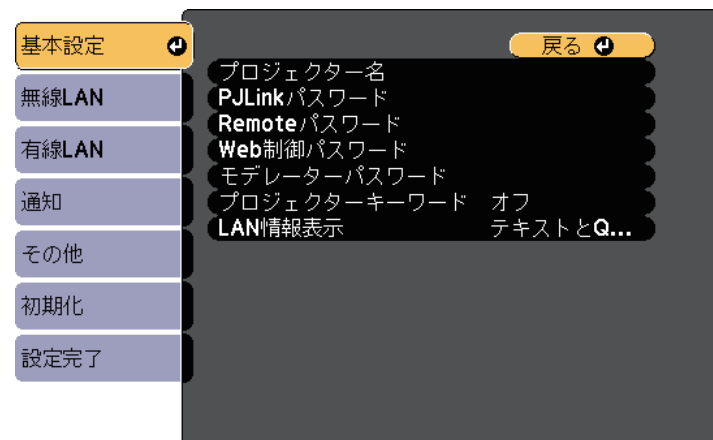 基本設定
無線LAN
有線LAN
通知
その他
初期化
設定完了
戻る
プロジェクター名
PJLinkパスワード
Remoteパスワード
Web制御パスワード
モデレーターパスワード
プロジェクターキーワード オフ
LAN情報表示 テキストとQ...